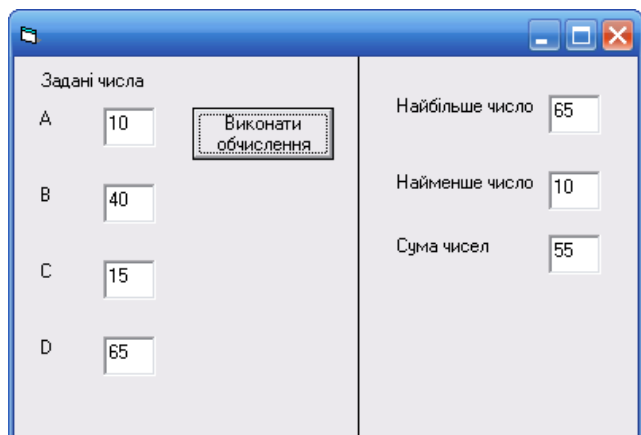 Задані числа
A 10
Виконати
обчислення
B 40
C 15
D 65
Найбільше число 65
Найменше число 10
Сума чисел 55